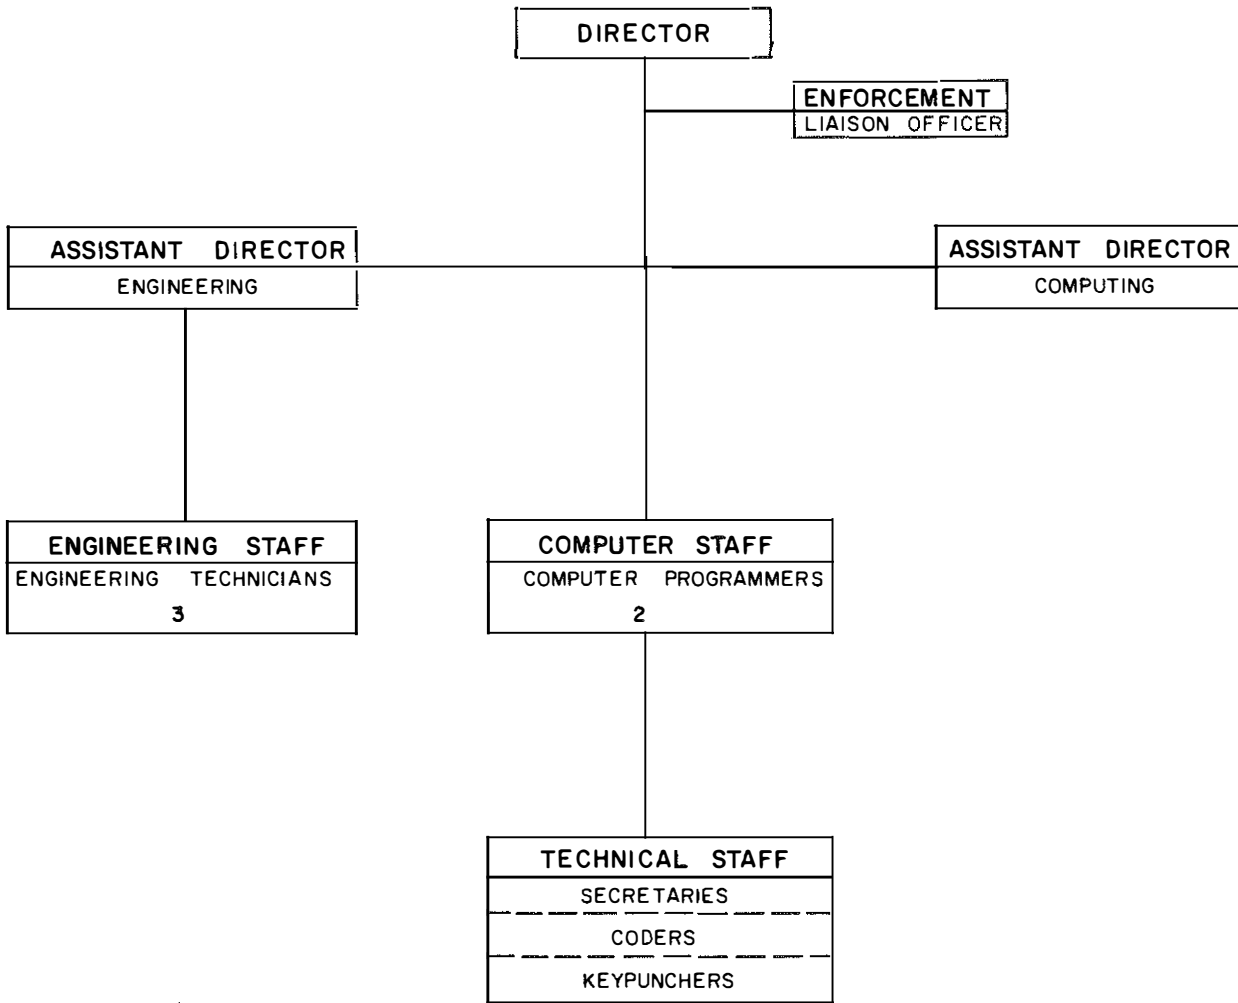 DIRECTOR
ENFORCEMENT
LIAISON OFFICER
ASSISTANT DIRECTOR
ENGINEERING
ASSISTANT DIRECTOR
COMPUTING
ENGINEERING STAFF
ENGINEERING TECHNICIANS
3
COMPUTER STAFF
COMPUTER PROGRAMMERS
2
TECHNICAL STAFF
SECRETARIES
CODERS
KEYPUNCHERS